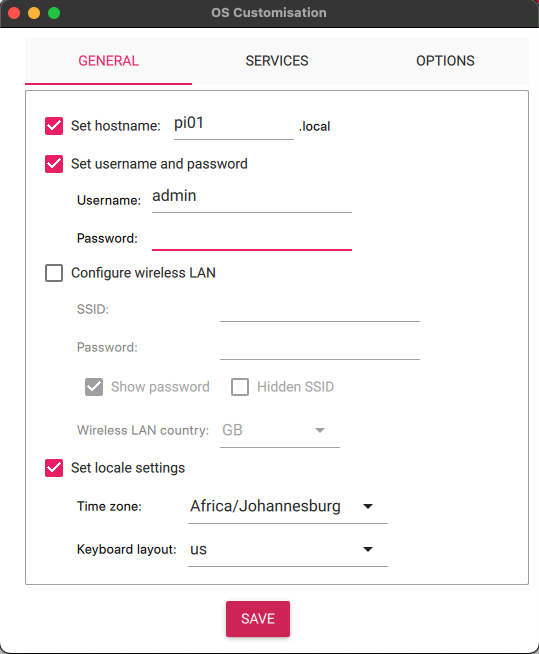 OS Customisation
GENERAL SERVICES OPTIONS
Set hostname: pi01 .local
Set username and password
Username: admin
Password:
Configure wireless LAN
SSID:
Password:
Show password Hidden SSID
Wireless LAN country: GB
Set locale settings
Time zone: Africa/Johannesburg
Keyboard layout: us
SAVE